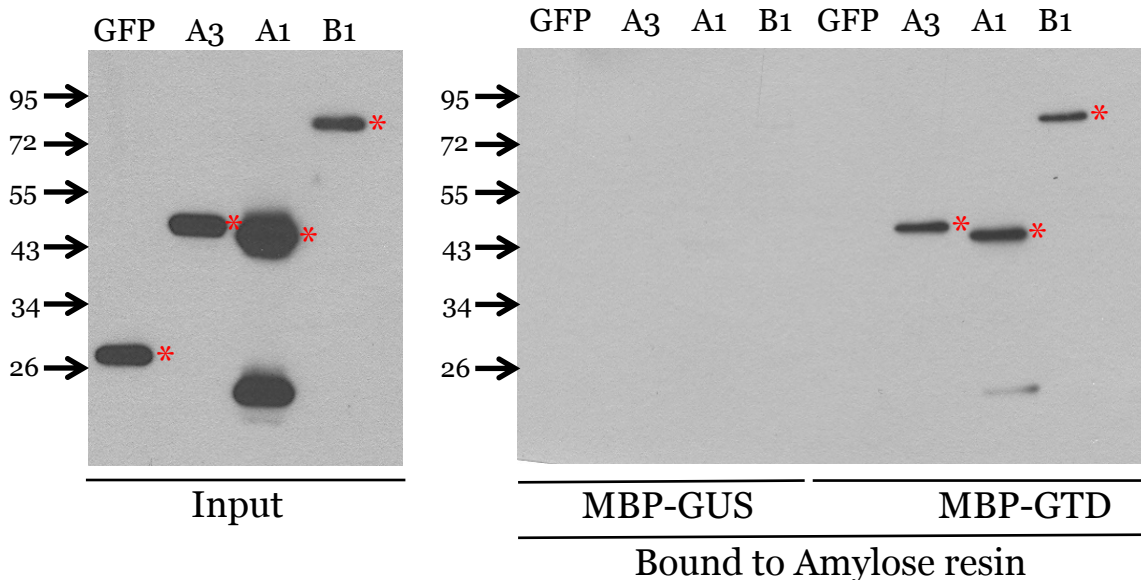 GFP A3 A1 B1
95
72
55
43
34
26
* * * *
Input
GFP A3 A1 B1 GFP A3 A1 B1
95
72
55
43
34
26
* * *
MBP-GUS MBP-GTD
Bound to Amylose resin